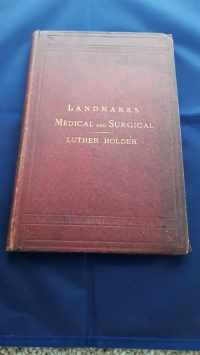 LANDMARKS
MEDICAL AND SURGICAL
LUTHER HOLDEN